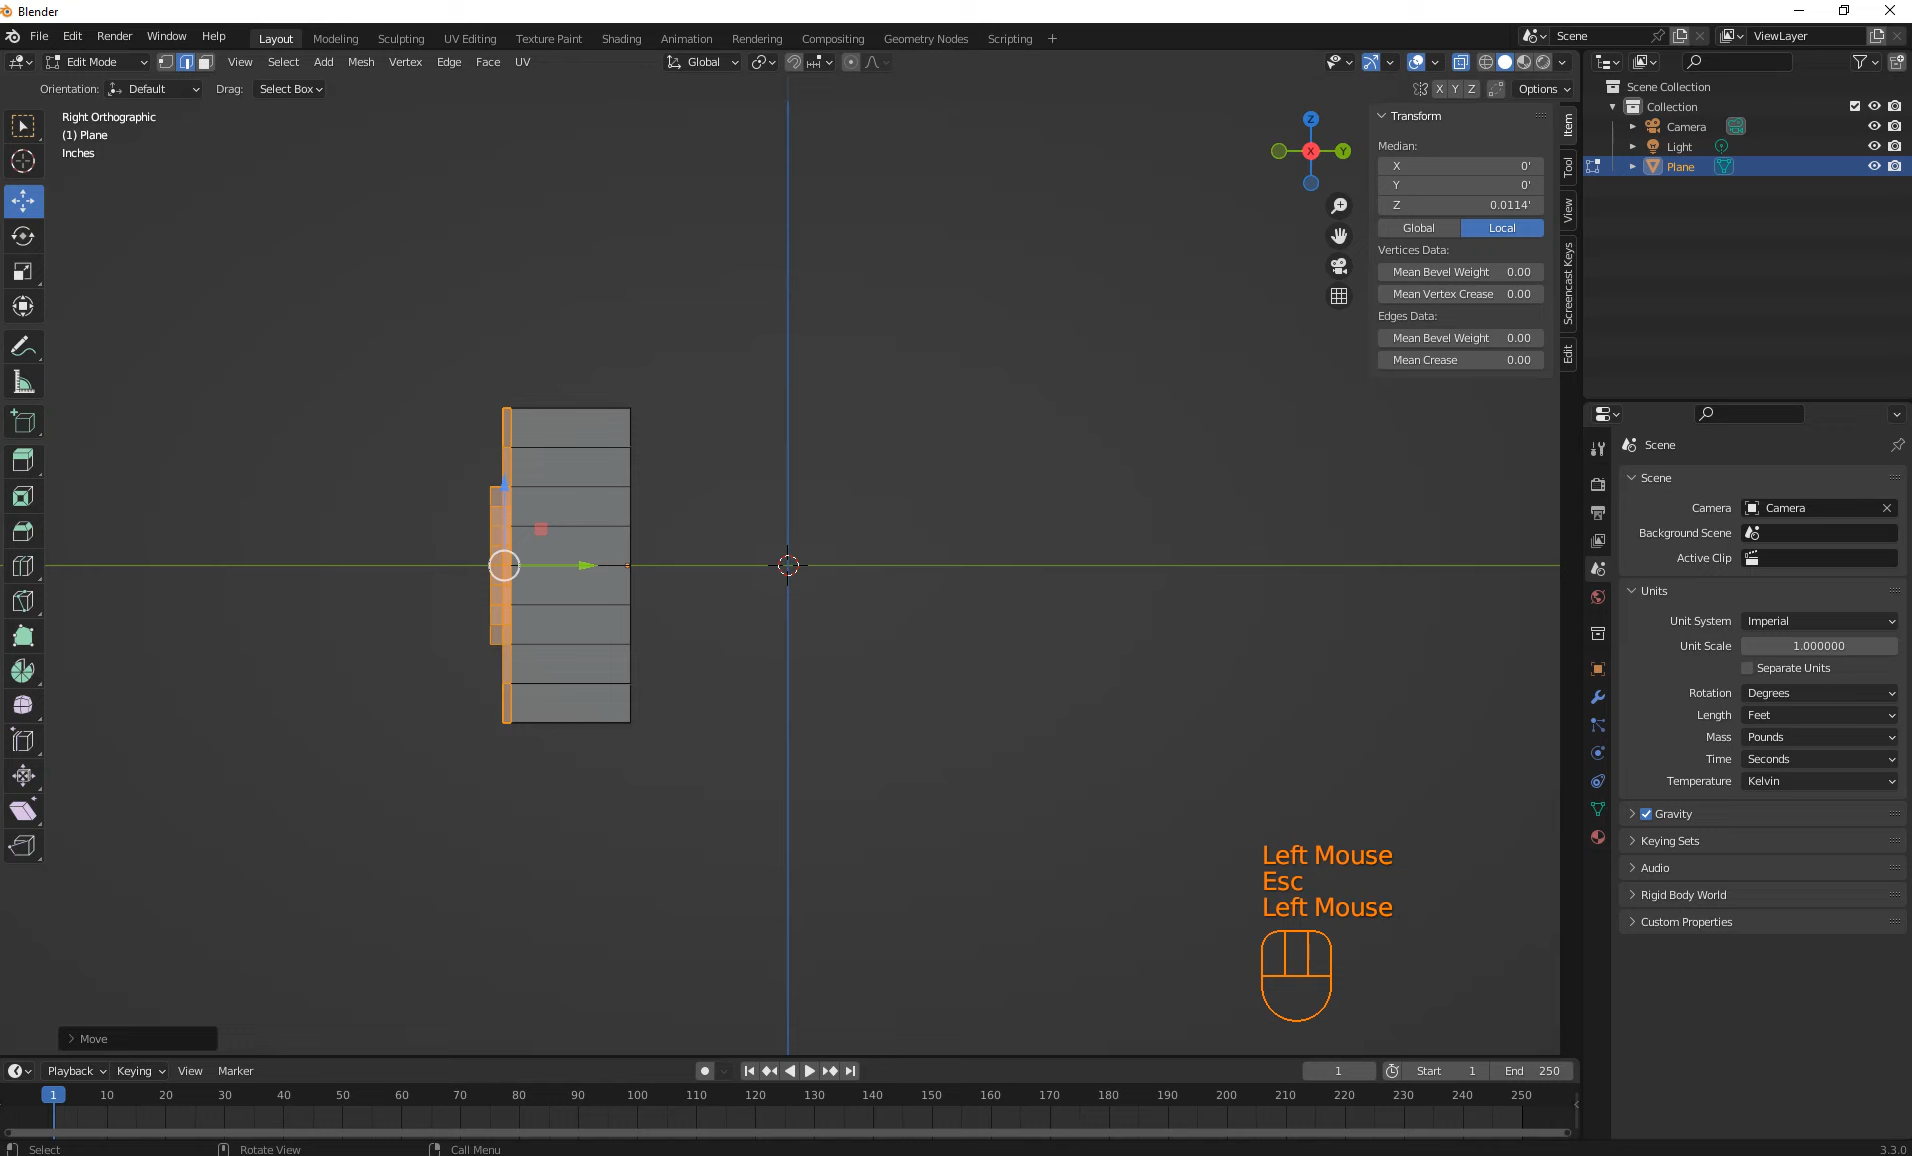 Blender
File Edit Render Window Help Layout Modeling Sculpting UV Editing Texture Paint Shading Animation Rendering Compositing Geometry Nodes Scripting + Scene ViewLayer
Edit Mode View Select Add Mesh Vertex Edge Face UV Global
Orientation: Default Drag: Select Box X Y Z Options
Right Orthographic
(1) Plane
Inches
Z
X
Y
Transform
Median:
X 0'
Y 0'
Z 0.0114'
Global Local
Vertices Data:
Mean Bevel Weight 0.00
Mean Vertex Crease 0.00
Edges Data:
Mean Bevel Weight 0.00
Mean Crease 0.00
Item
Tool
View
Screencast Keys
Edit
Scene Collection
Collection
Camera
Light
Plane
Scene
Scene
Camera Camera
Background Scene
Active Clip
Units
Unit System Imperial
Unit Scale 1.000000
Separate Units
Rotation Degrees
Length Feet
Mass Pounds
Time Seconds
Temperature Kelvin
Gravity
Keying Sets
Audio
Rigid Body World
Custom Properties
Left Mouse
Esc
Left Mouse
Move
Playback Keying View Marker 1 Start 1 End 250
1 10 20 30 40 50 60 70 80 90 100 110 120 130 140 150 160 170 180 190 200 210 220 230 240 250
Select Rotate View Call Menu 3.3.0